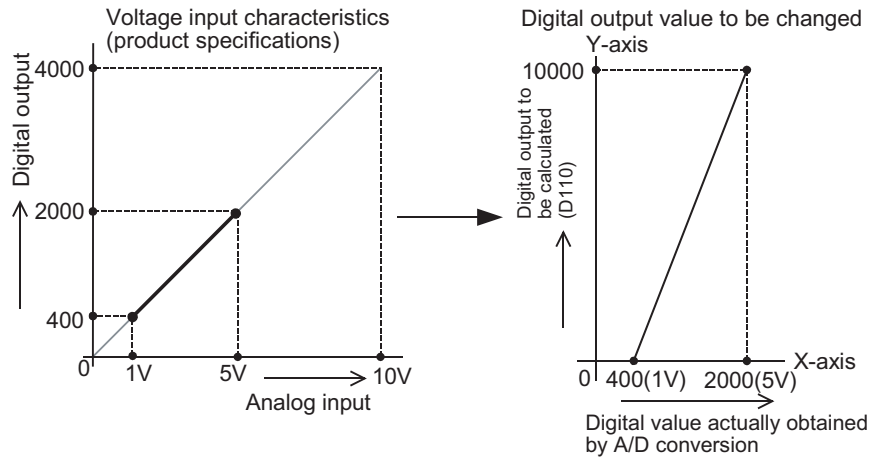 Voltage input characteristics
(product specifications)
4000
2000
400
0
1V
5V
10V
Digital output
Analog input
Digital output value to be changed
Y-axis
10000
Digital output to
be calculated
(D110)
0
400(1V)
2000(5V)
X-axis
Digital value actually obtained
by A/D conversion